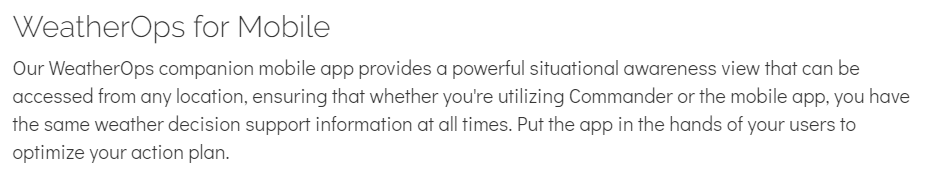 WeatherOps for Mobile
Our WeatherOps companion mobile app provides a powerful situational awareness view that can be
accessed from any location, ensuring that whether you're utilizing Commander or the mobile app, you have
the same weather decision support information at all times. Put the app in the hands of your users to
optimize your action plan.